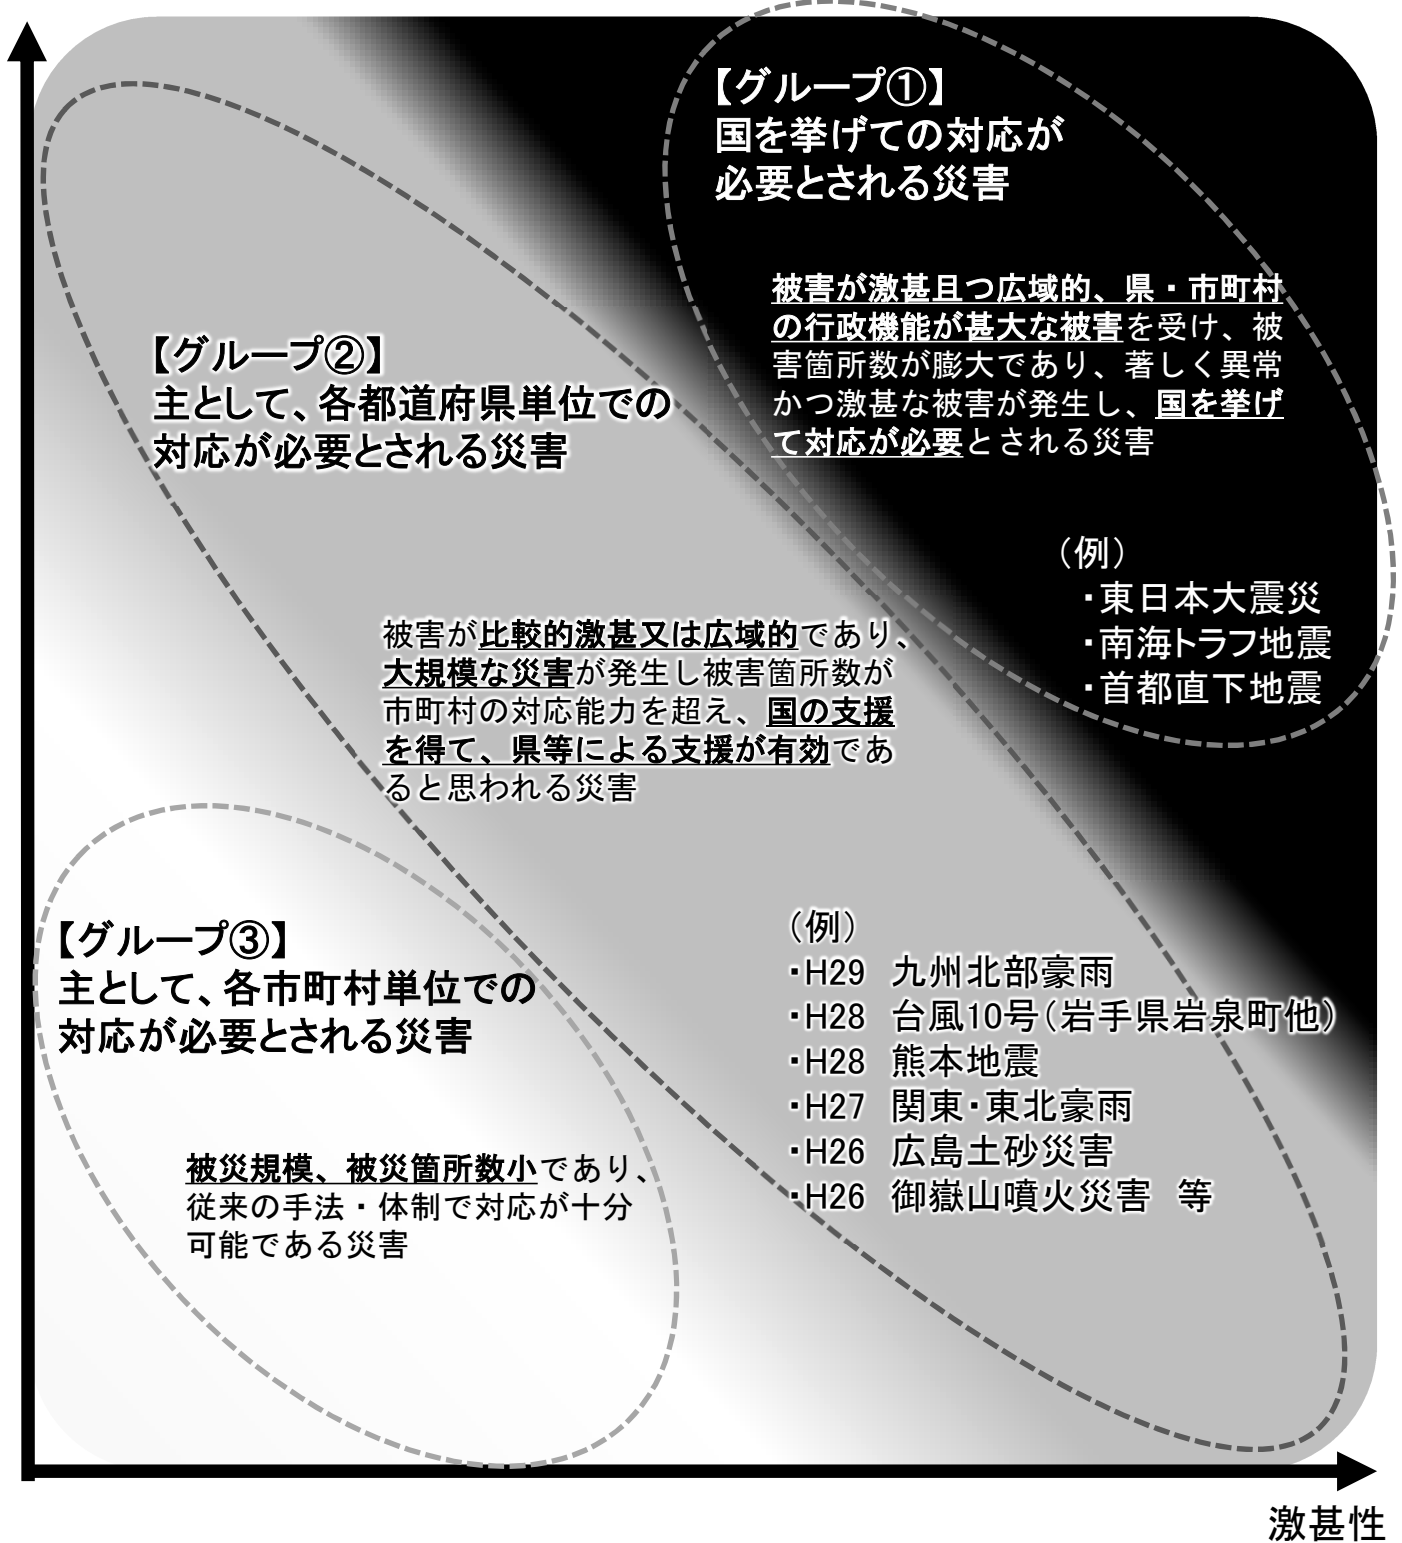 【グループ①】
国を挙げての対応が
必要とされる災害
被害が激甚且つ広域的、県・市町村
の行政機能が甚大な被害を受け、被
害箇所数が膨大であり、著しく異常
かつ激甚な被害が発生し、国を挙げ
て対応が必要とされる災害
（例）
・東日本大震災
・南海トラフ地震
・首都直下地震
【グループ②】
主として、各都道府県単位での
対応が必要とされる災害
被害が比較的激甚又は広域的であり、
大規模な災害が発生し被害箇所数が
市町村の対応能力を超え、国の支援
を得て、県等による支援が有効であ
ると思われる災害
（例）
・H29　九州北部豪雨
・H28　台風10号（岩手県岩泉町他）
・H28　熊本地震
・H27　関東・東北豪雨
・H26　広島土砂災害
・H26　御嶽山噴火災害　等
【グループ③】
主として、各市町村単位での
対応が必要とされる災害
被災規模、被災箇所数小であり、
従来の手法・体制で対応が十分
可能である災害
激甚性